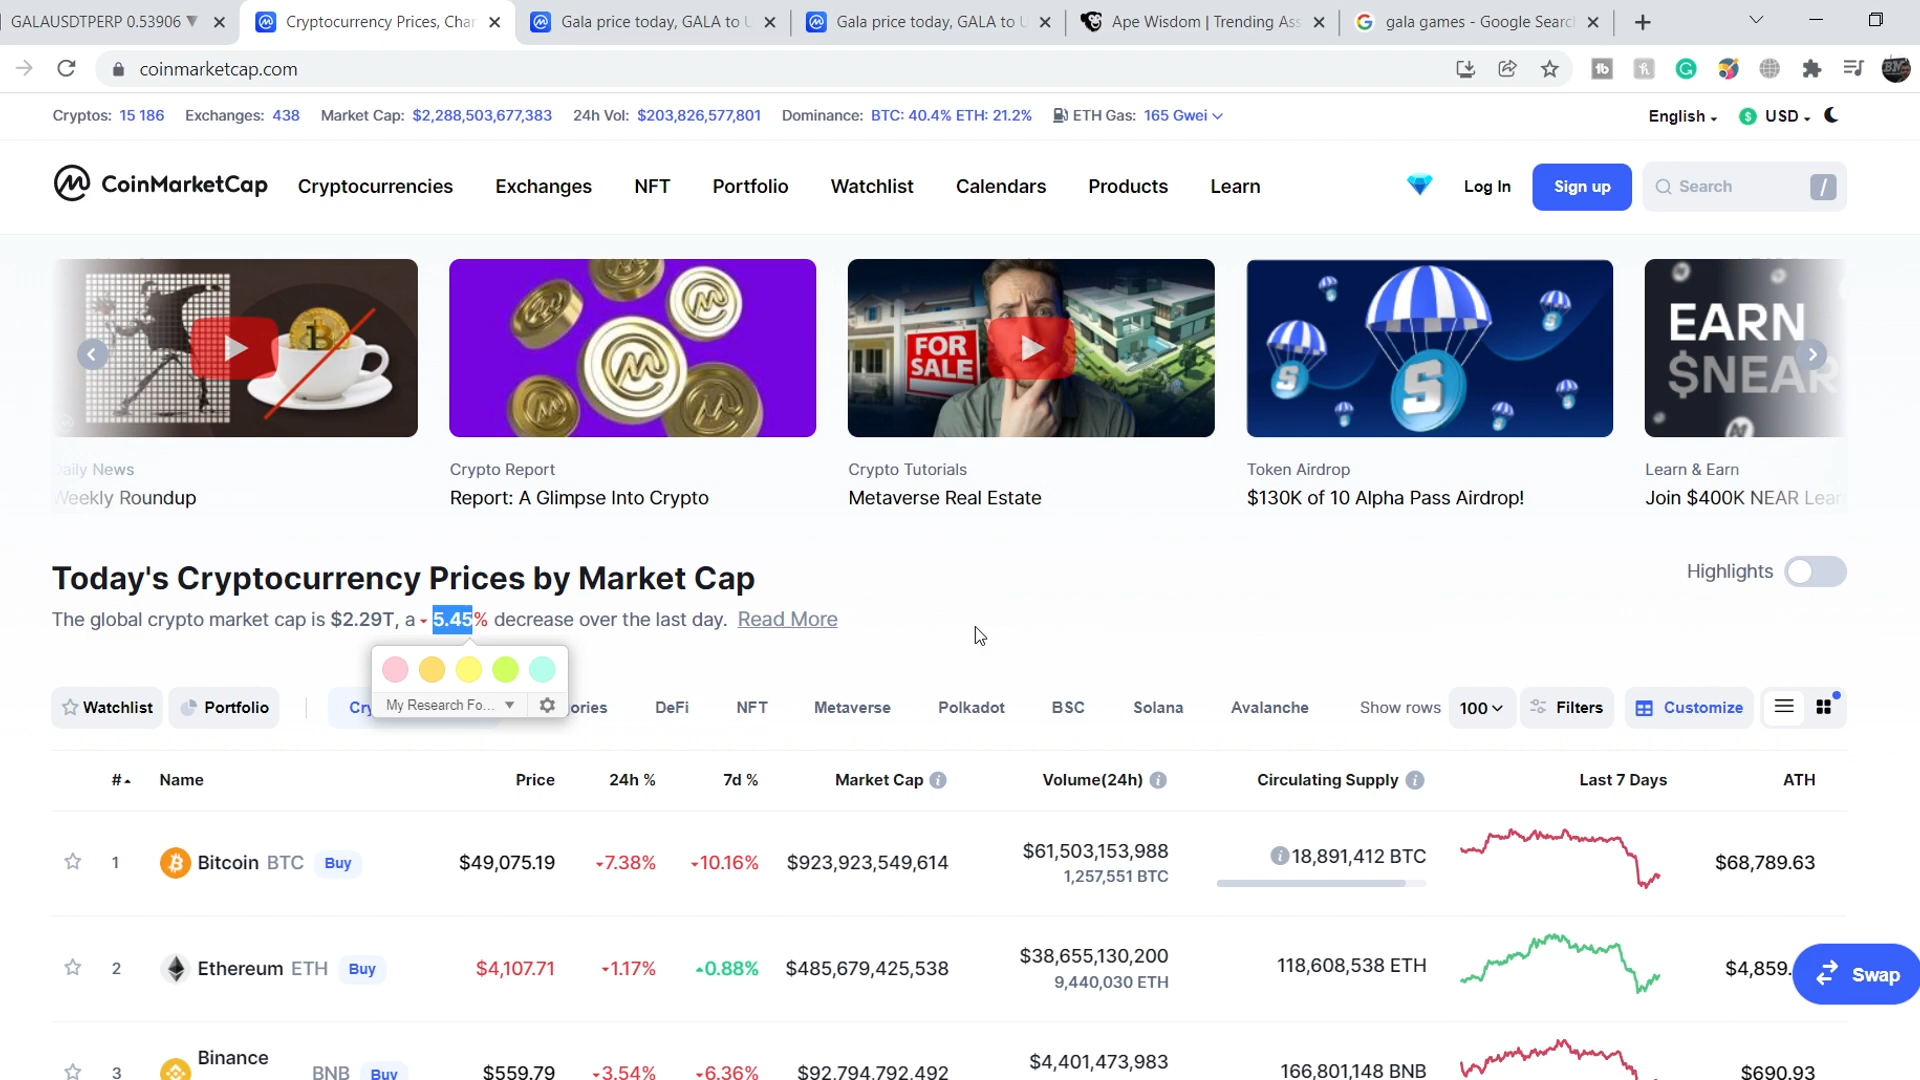 GALAUSDTPERP 0.53906 ▼
Cryptocurrency Prices, Char
Gala price today, GALA to U
Gala price today, GALA to U
Ape Wisdom | Trending Ass
gala games - Google Search
coinmarketcap.com
Cryptos: 15 186 Exchanges: 438 Market Cap: $2,288,503,677,383 24h Vol: $203,826,577,801 Dominance: BTC: 40.4% ETH: 21.2% ETH Gas: 165 Gwei
English
USD
CoinMarketCap
Cryptocurrencies Exchanges NFT Portfolio Watchlist Calendars Products Learn
Log In
Sign up
Search /
FOR
SALE
EARN
$NEAR
Daily News
Weekly Roundup
Crypto Report
Report: A Glimpse Into Crypto
Crypto Tutorials
Metaverse Real Estate
Token Airdrop
$130K of 10 Alpha Pass Airdrop!
Learn & Earn
Join $400K NEAR Lear
Today's Cryptocurrency Prices by Market Cap
Highlights
The global crypto market cap is $2.29T, a 5.45% decrease over the last day. Read More
My Research Fo...
Watchlist Portfolio Cry ories DeFi NFT Metaverse Polkadot BSC Solana Avalanche Show rows 100 Filters Customize
# Name Price 24h % 7d % Market Cap Volume(24h) Circulating Supply Last 7 Days ATH
1 Bitcoin BTC Buy $49,075.19 7.38% 10.16% $923,923,549,614 $61,503,153,988 18,891,412 BTC $68,789.63
1,257,551 BTC
2 Ethereum ETH Buy $4,107.71 1.17% 0.88% $485,679,425,538 $38,655,130,200 118,608,538 ETH $4,859.
9,440,030 ETH
Swap
3 Binance BNB Buy $559.79 3.54% 6.36% $92,794,792,492 $4,401,473,983 166,801,148 BNB $690.93